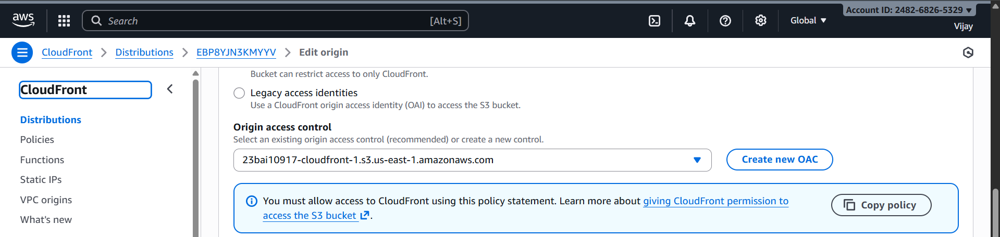 aws
Search
[Alt+S]
Global
Account ID: 2482-6826-5329
Vijay
CloudFront
Distributions
EBP8YJN3KMYYV
Edit origin
CloudFront
Distributions
Policies
Functions
Static IPs
VPC origins
What's new
Bucket can restrict access to only CloudFront.
Legacy access identities
Use a CloudFront origin access identity (OAI) to access the S3 bucket.
Origin access control
Select an existing origin access control (recommended) or create a new control.
23bai10917-cloudfront-1.s3.us-east-1.amazonaws.com
Create new OAC
You must allow access to CloudFront using this policy statement. Learn more about giving CloudFront permission to
access the S3 bucket .
Copy policy